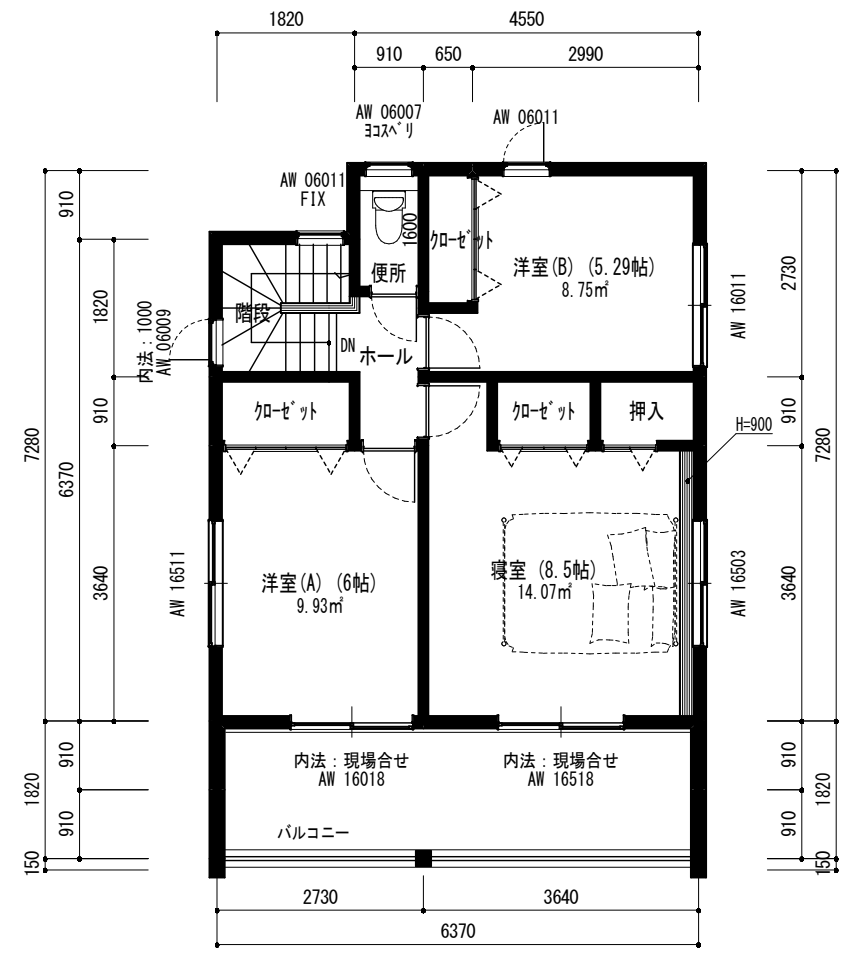 1820
4550
910
650
2990
AW 06007
ﾖｺｽﾍﾞﾘ
AW 06011
AW 06011
FIX
910
1820
910
3640
6370
7280
1600
便所
ｸﾛｰｾﾞｯﾄ
洋室(B) (5.29帖)
8.75㎡
2730
AW 16011
内法：1000
AW 06009
階段
DN
ホール
ｸﾛｰｾﾞｯﾄ
ｸﾛｰｾﾞｯﾄ
押入
H=900
910
7280
3640
AW 16511
洋室(A) (6帖)
9.93㎡
寝室 (8.5帖)
14.07㎡
AW 16503
内法：現場合せ
AW 16018
内法：現場合せ
AW 16518
バルコニー
910
910
1820
150
910
910
1820
150
2730
3640
6370